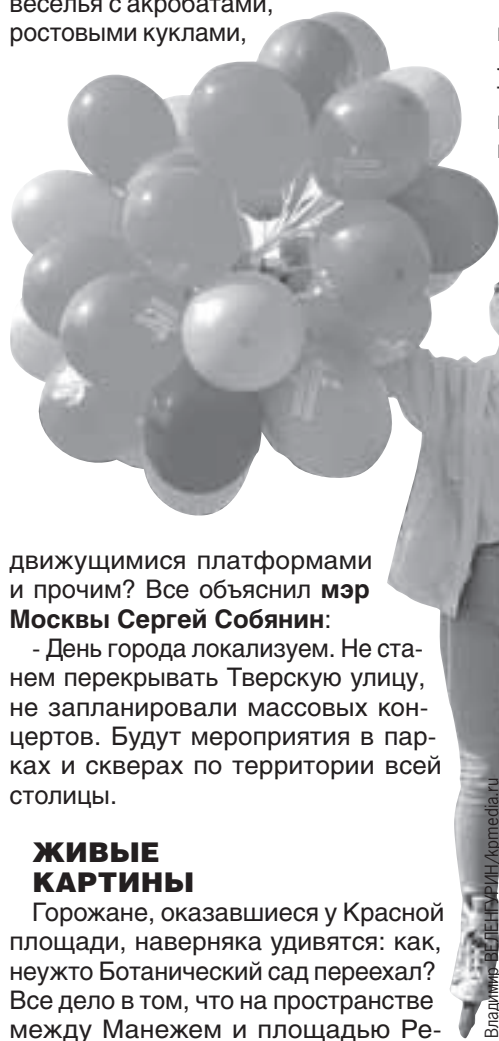 веселья с акробатами,
ростовыми куклами,
движущимися платформами
и прочим? Все объяснил мэр
Москвы Сергей Собянин:
- День города локализуем. Не ста-
нем перекрывать Тверскую улицу,
не запланировали массовых кон-
цертов. Будут мероприятия в пар-
ках и скверах по территории всей
столицы.
ЖИВЫЕ
КАРТИНЫ
Горожане, оказавшиеся у Красной
площади, наверняка удивятся: как,
неужто Ботанический сад переехал?
Все дело в том, что на пространстве
между Манежем и площадью Ре-
Владимир ВЕЛЕНГУРИН/kpmedia.ru